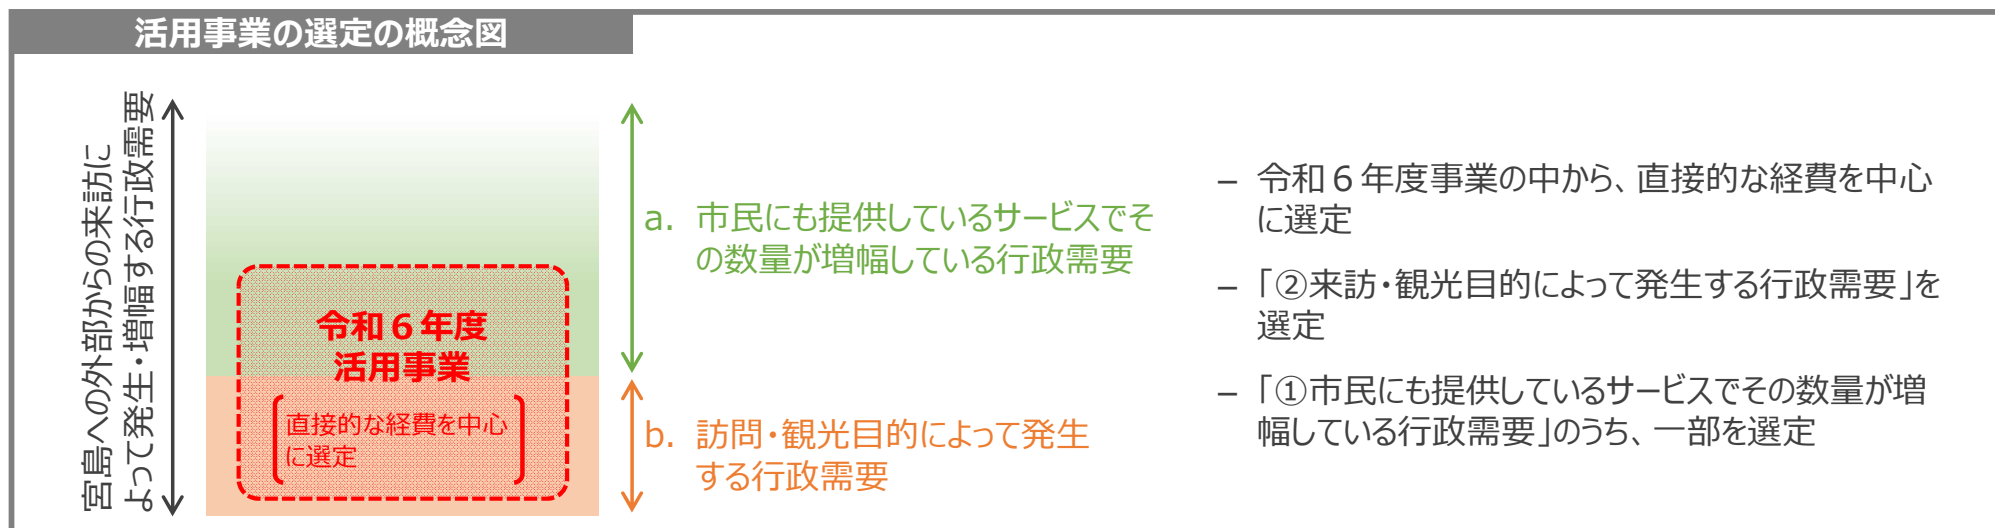 活用事業の選定の概念図
宮島への外部からの来訪に
よって発生・増幅する行政需要
令和6年度
活用事業
直接的な経費を中心
に選定
a. 市民にも提供しているサービスでそ
の数量が増幅している行政需要
b. 訪問・観光目的によって発生
する行政需要
– 令和6年度事業の中から、直接的な経費を中心
に選定
– 「②来訪・観光目的によって発生する行政需要」を
選定
– 「①市民にも提供しているサービスでその数量が増
幅している行政需要」のうち、一部を選定